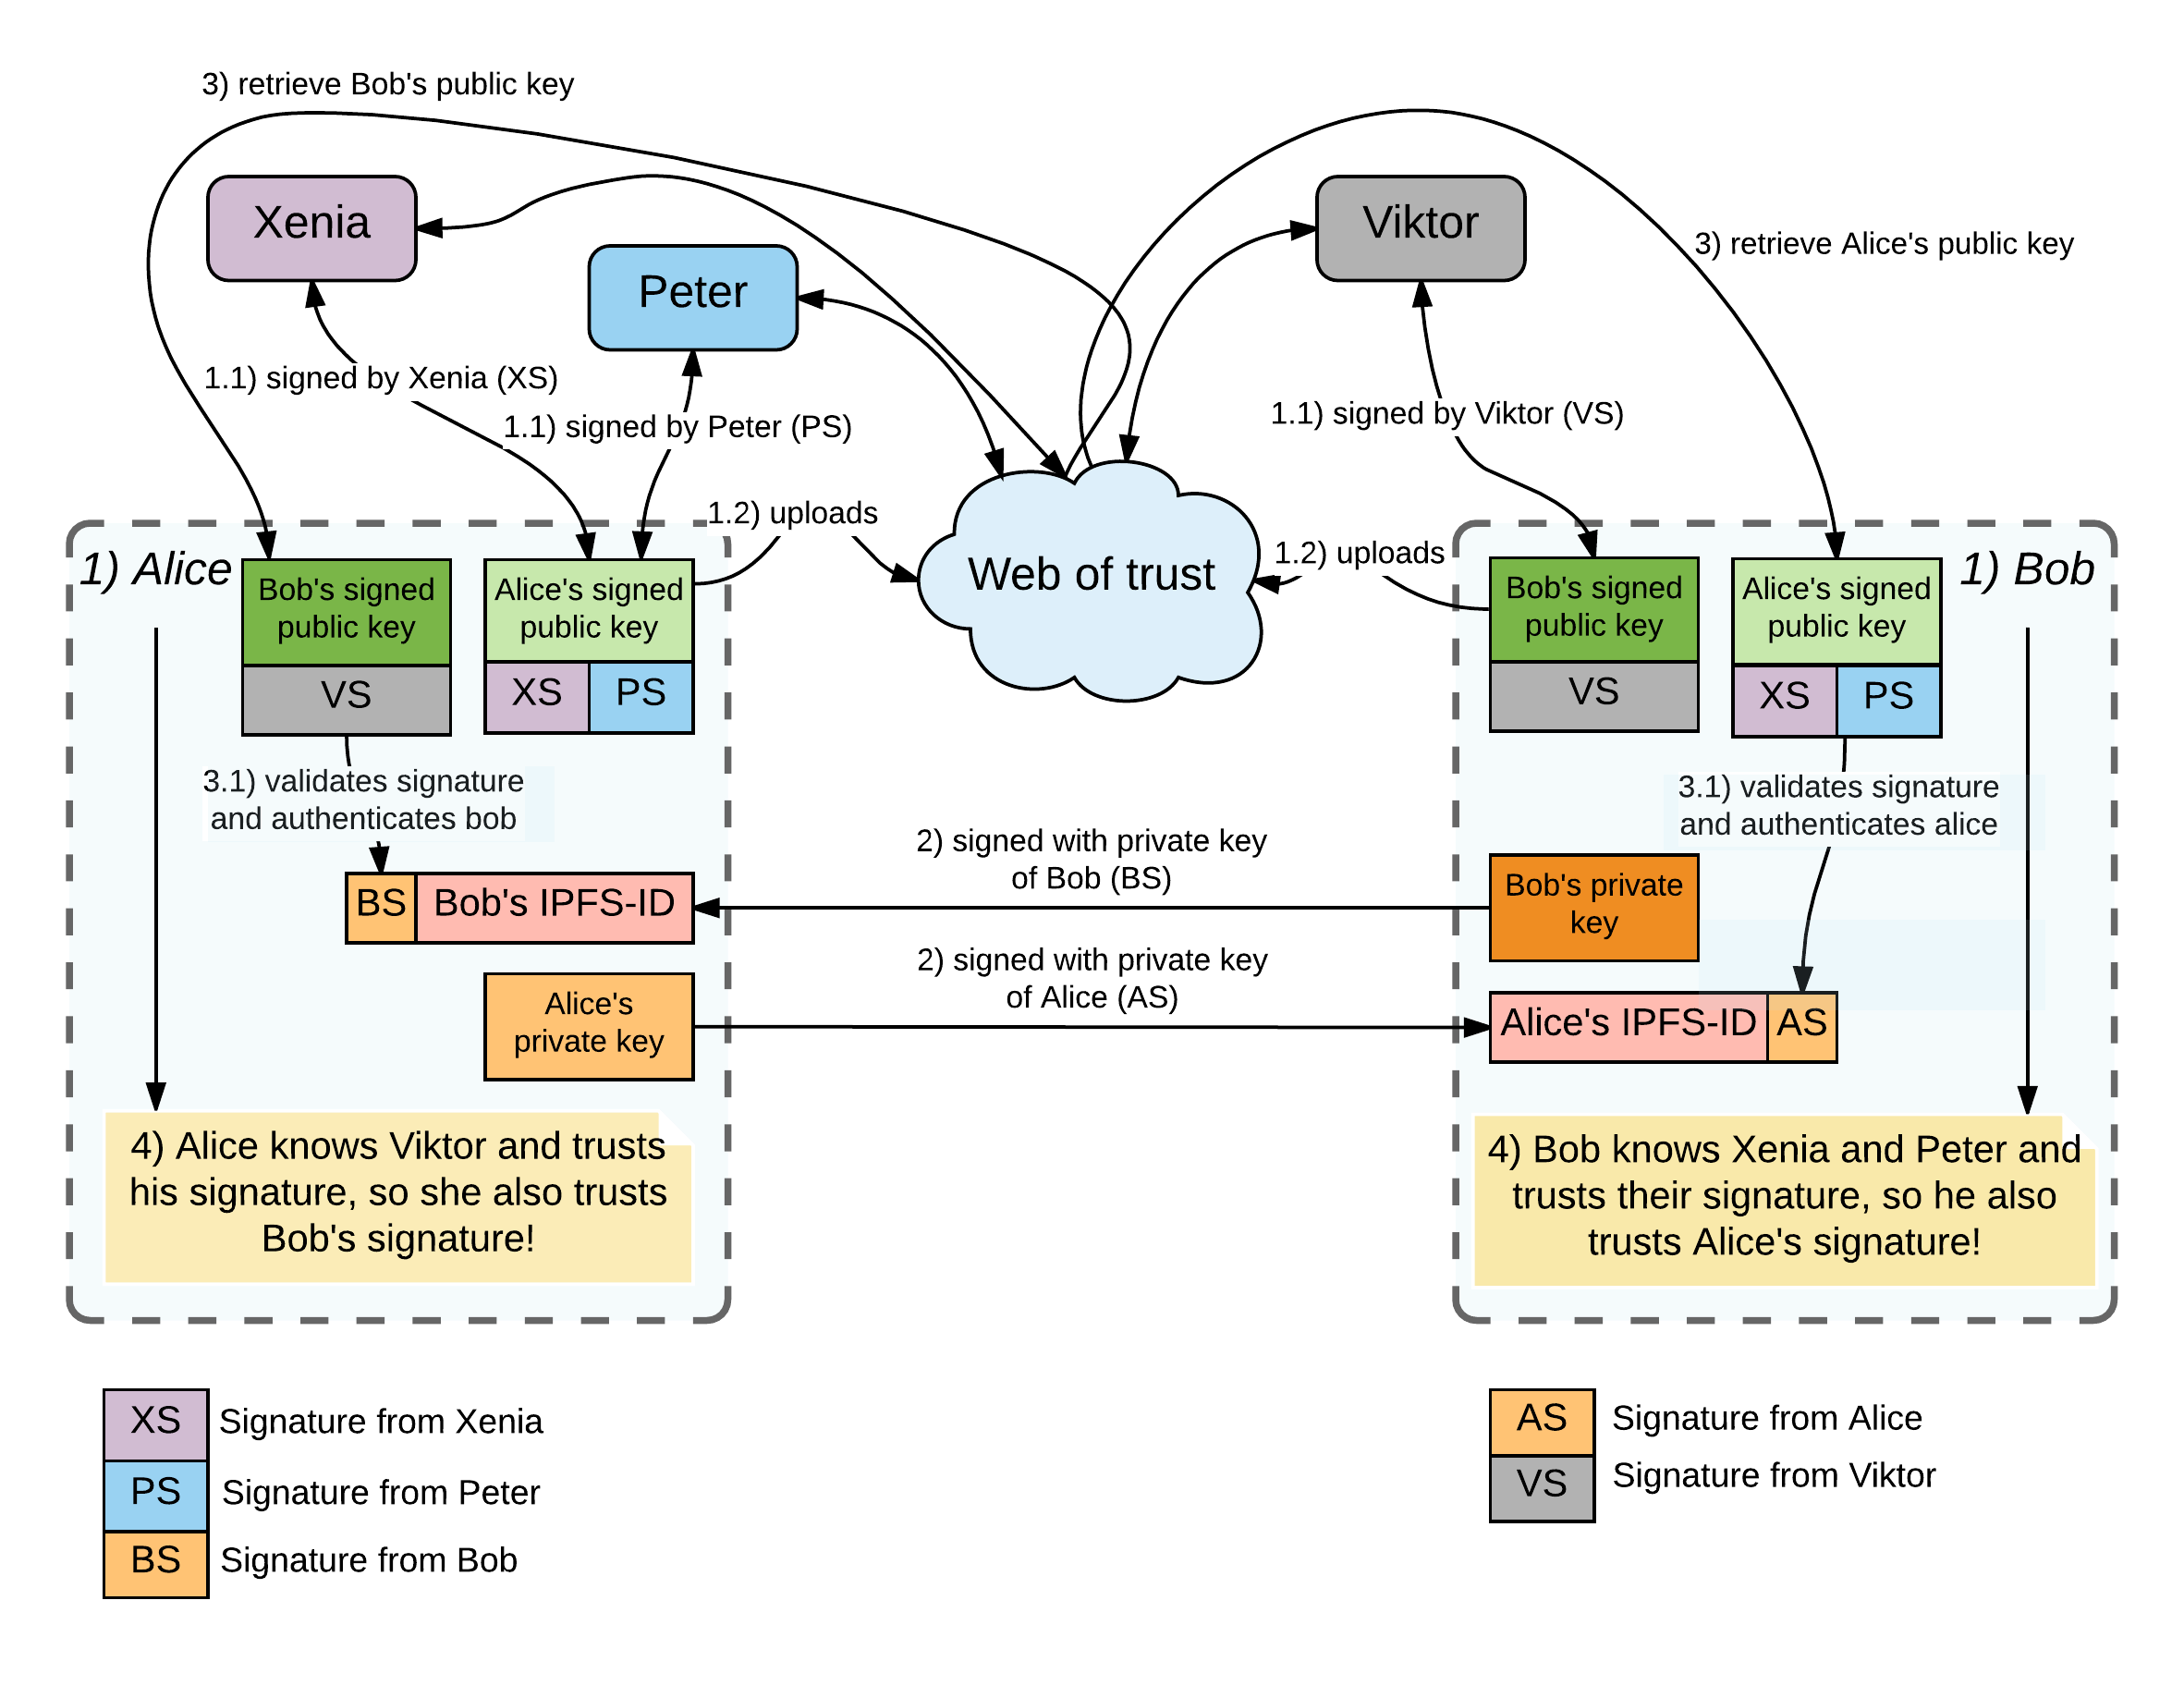 3) retrieve Bob's public key
Xenia
Viktor
3) retrieve Alice's public key
Peter
1.1) signed by Xenia (XS)
1.1) signed by Peter (PS)
1.1) signed by Viktor (VS)
1.2) uploads
Web of trust
1.2) uploads
1) Alice
Bob's signed
public key
VS
Alice's signed
public key
XS
PS
Bob's signed
public key
VS
Alice's signed
public key
XS
PS
1) Bob
3.1) validates signature
and authenticates bob
3.1) validates signature
and authenticates alice
2) signed with private key
of Bob (BS)
BS
Bob's IPFS-ID
Bob's private
key
2) signed with private key
of Alice (AS)
Alice's
private key
Alice's IPFS-ID
AS
4) Alice knows Viktor and trusts
his signature, so she also trusts
Bob's signature!
4) Bob knows Xenia and Peter and
trusts their signature, so he also
trusts Alice's signature!
XS
Signature from Xenia
PS
Signature from Peter
BS
Signature from Bob
AS
Signature from Alice
VS
Signature from Viktor